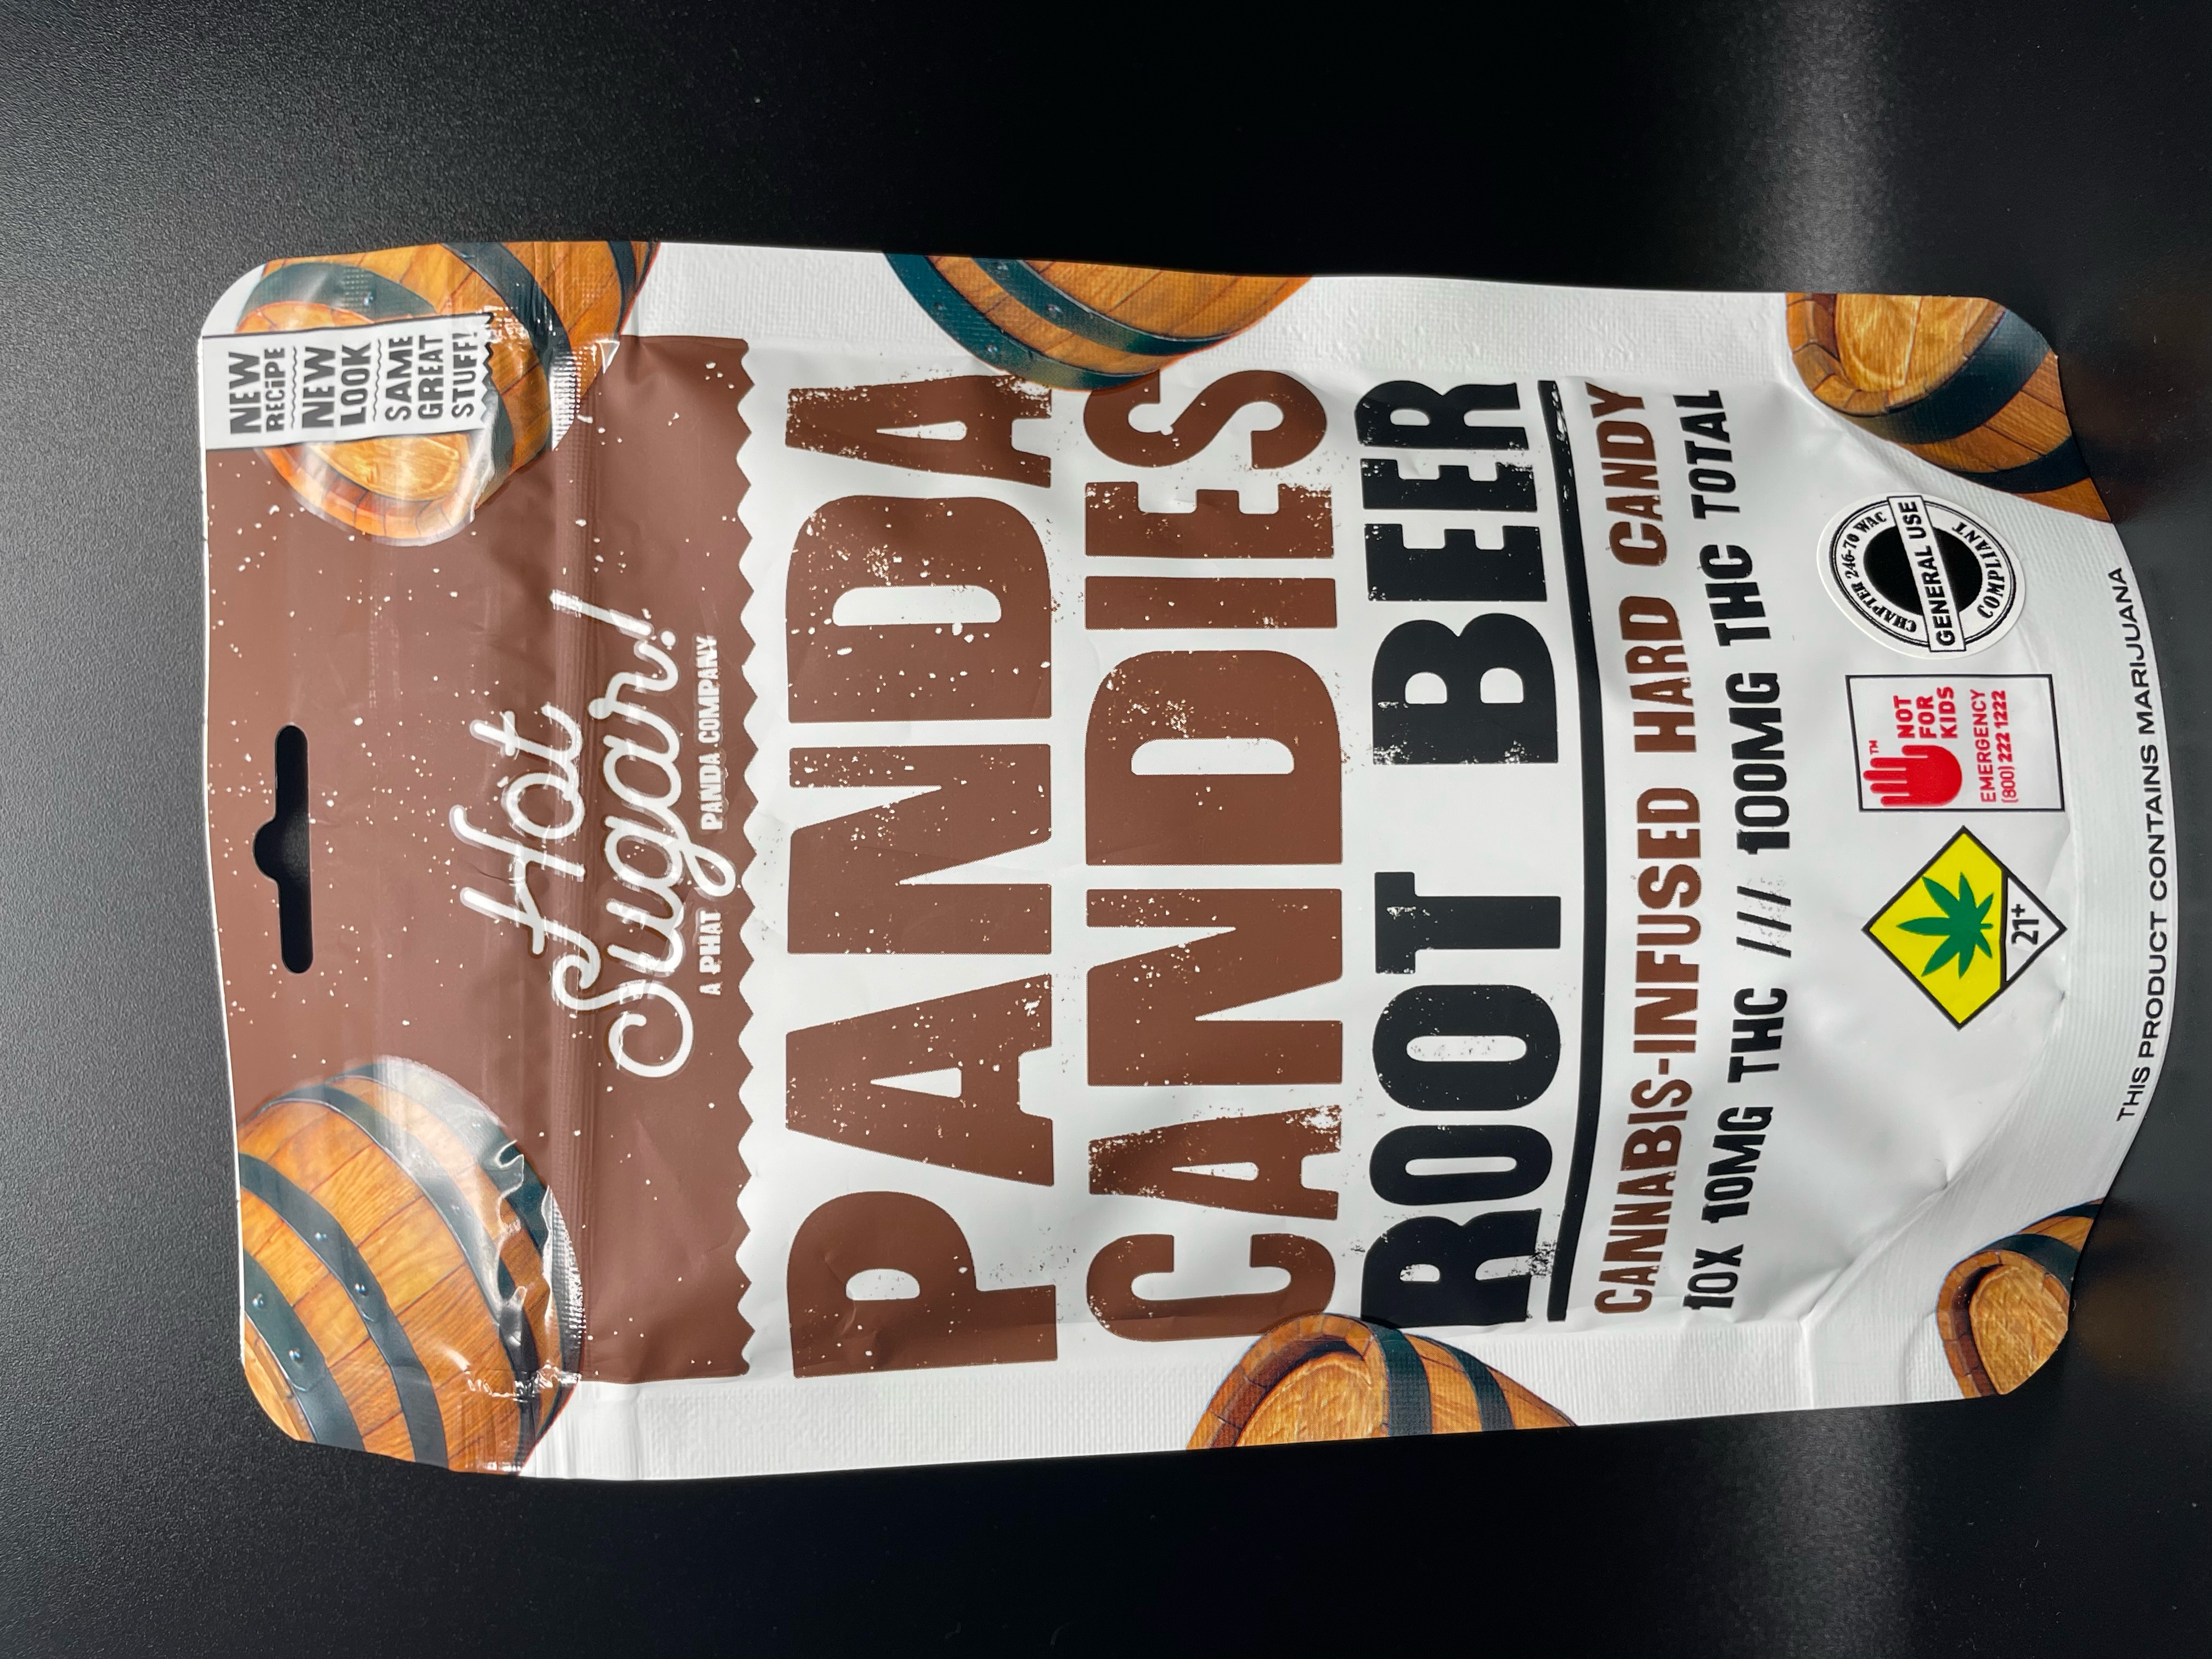 NEW
RECIPE
NEW
LOOK
SAME
GREAT
STUFF!
Hot
Sugar!
A PHAT PANDA COMPANY
PANDA
CANDIES
ROOT BEER
CANNABIS-INFUSED HARD CANDY
10X 10MG THC /// 100MG THC TOTAL
21+
™
NOT
FOR
KIDS
EMERGENCY
(800) 222 1222
CHAPTER 246-70 WAC
GENERAL USE
COMPLIANT
THIS PRODUCT CONTAINS MARIJUANA